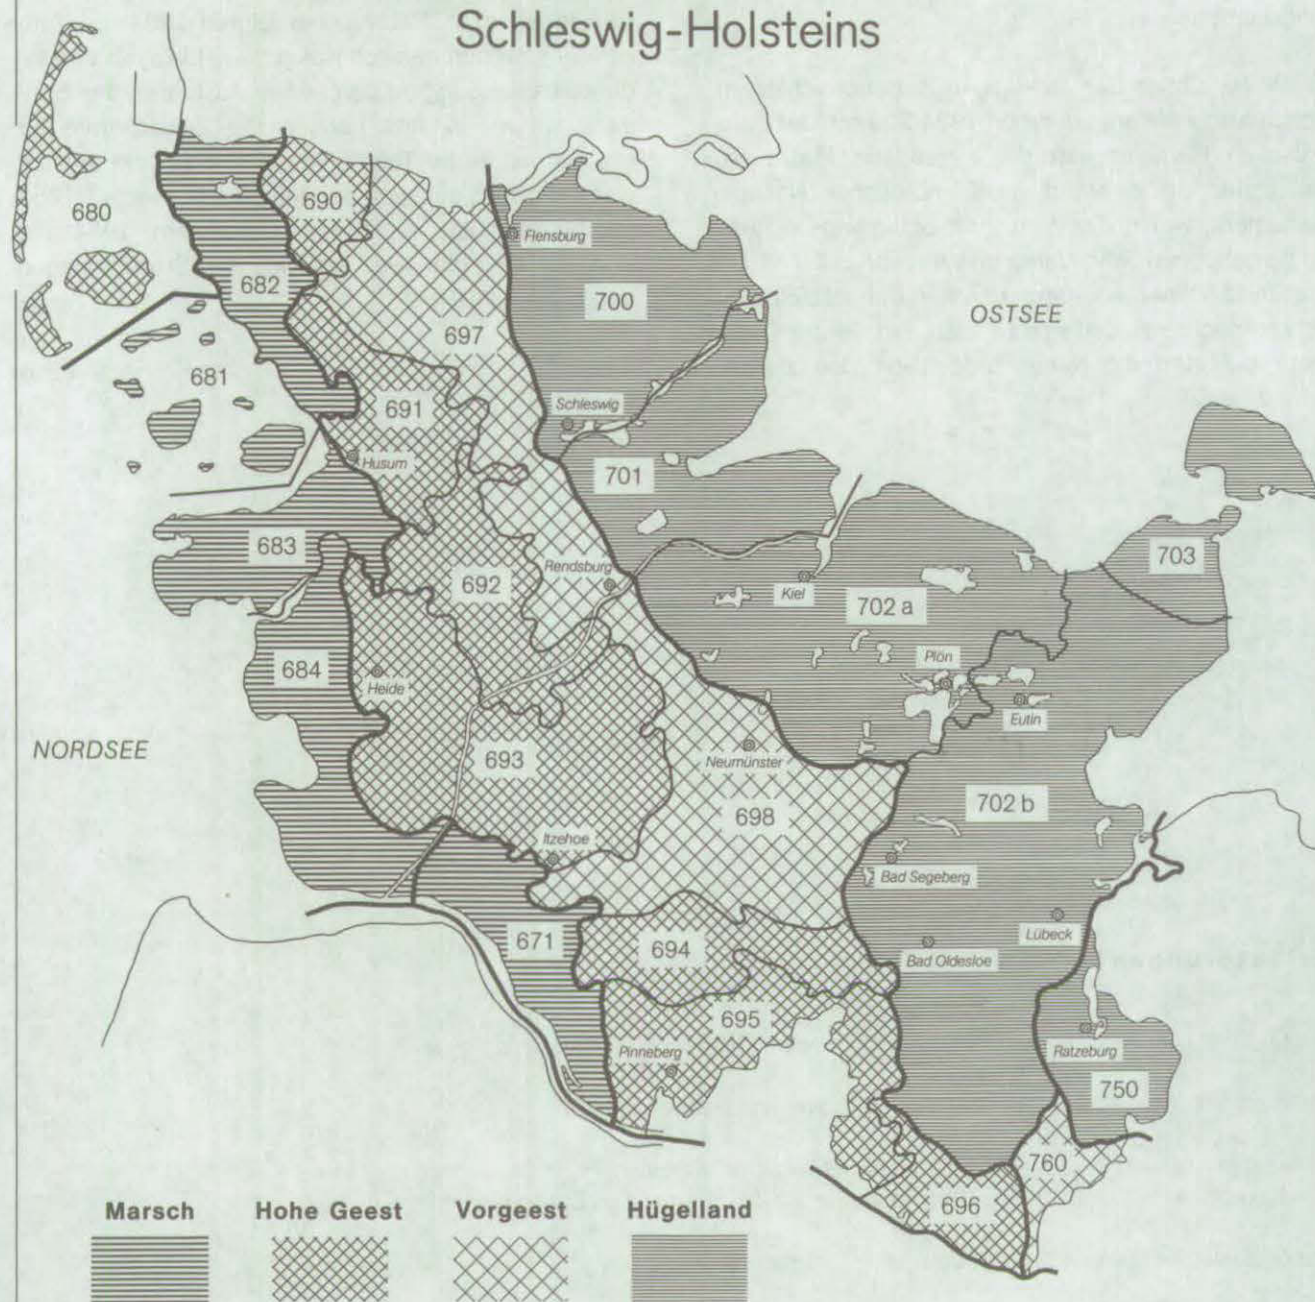 Schleswig-Holsteins
680
690
682
Flensburg
700
OSTSEE
697
681
691
Schleswig
701
Husum
683
703
Rendsburg
692
Kiel
702 a
Plön
684
Heide
Eutin
NORDSEE
693
Neumünster
698
702 b
Itzehoe
Bad Segeberg
671
694
Lübeck
Bad Oldesloe
695
Pinneberg
Ratzeburg
750
760
696
Marsch Hohe Geest Vorgeest Hügelland